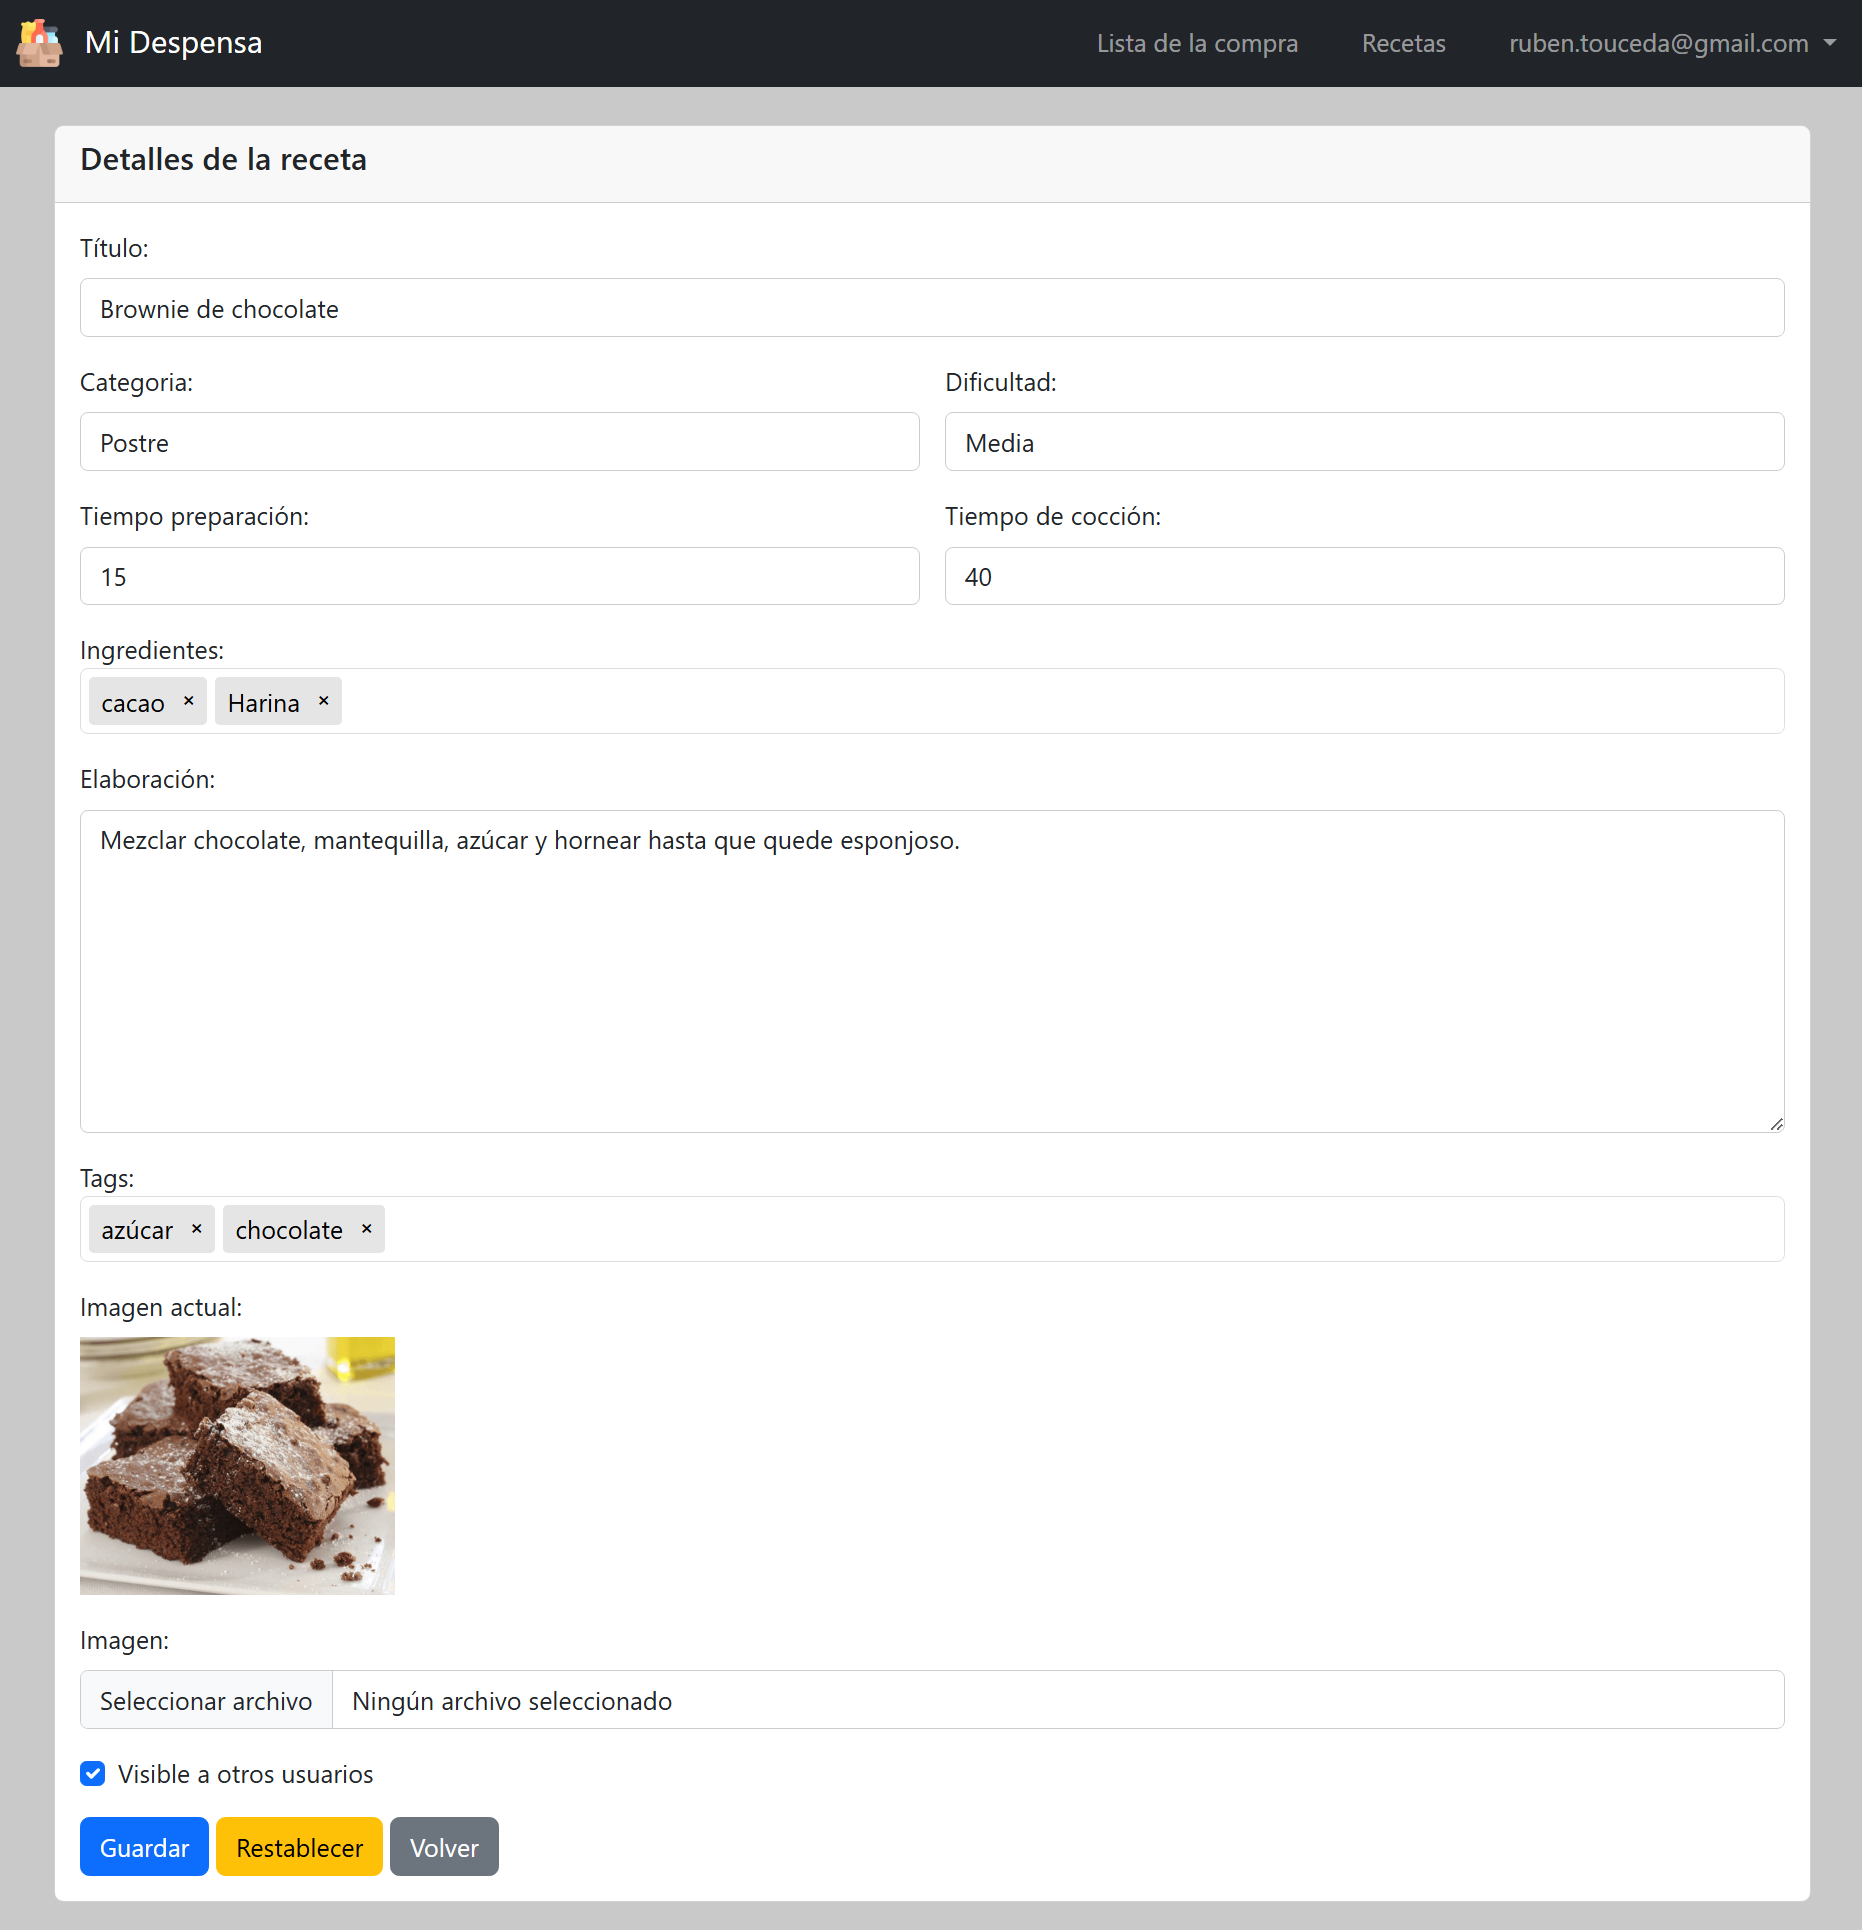 Mi Despensa
Lista de la compra
Recetas
ruben.touceda@gmail.com
Detalles de la receta
Título:
Brownie de chocolate
Categoria:
Dificultad:
Postre
Media
Tiempo preparación:
Tiempo de cocción:
15
40
Ingredientes:
cacao × Harina ×
Elaboración:
Mezclar chocolate, mantequilla, azúcar y hornear hasta que quede esponjoso.
Tags:
azúcar × chocolate ×
Imagen actual:
Imagen:
Seleccionar archivo Ningún archivo seleccionado
Visible a otros usuarios
Guardar Restablecer Volver